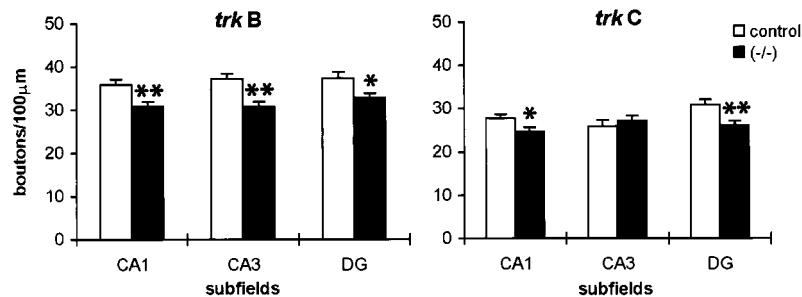 trk B
50
40
30
20
10
0
boutons/100μm
** ** *
CA1 CA3 DG
subfields
trk C
50
40
30
20
10
0
* **
CA1 CA3 DG
subfields
control
(-/-)